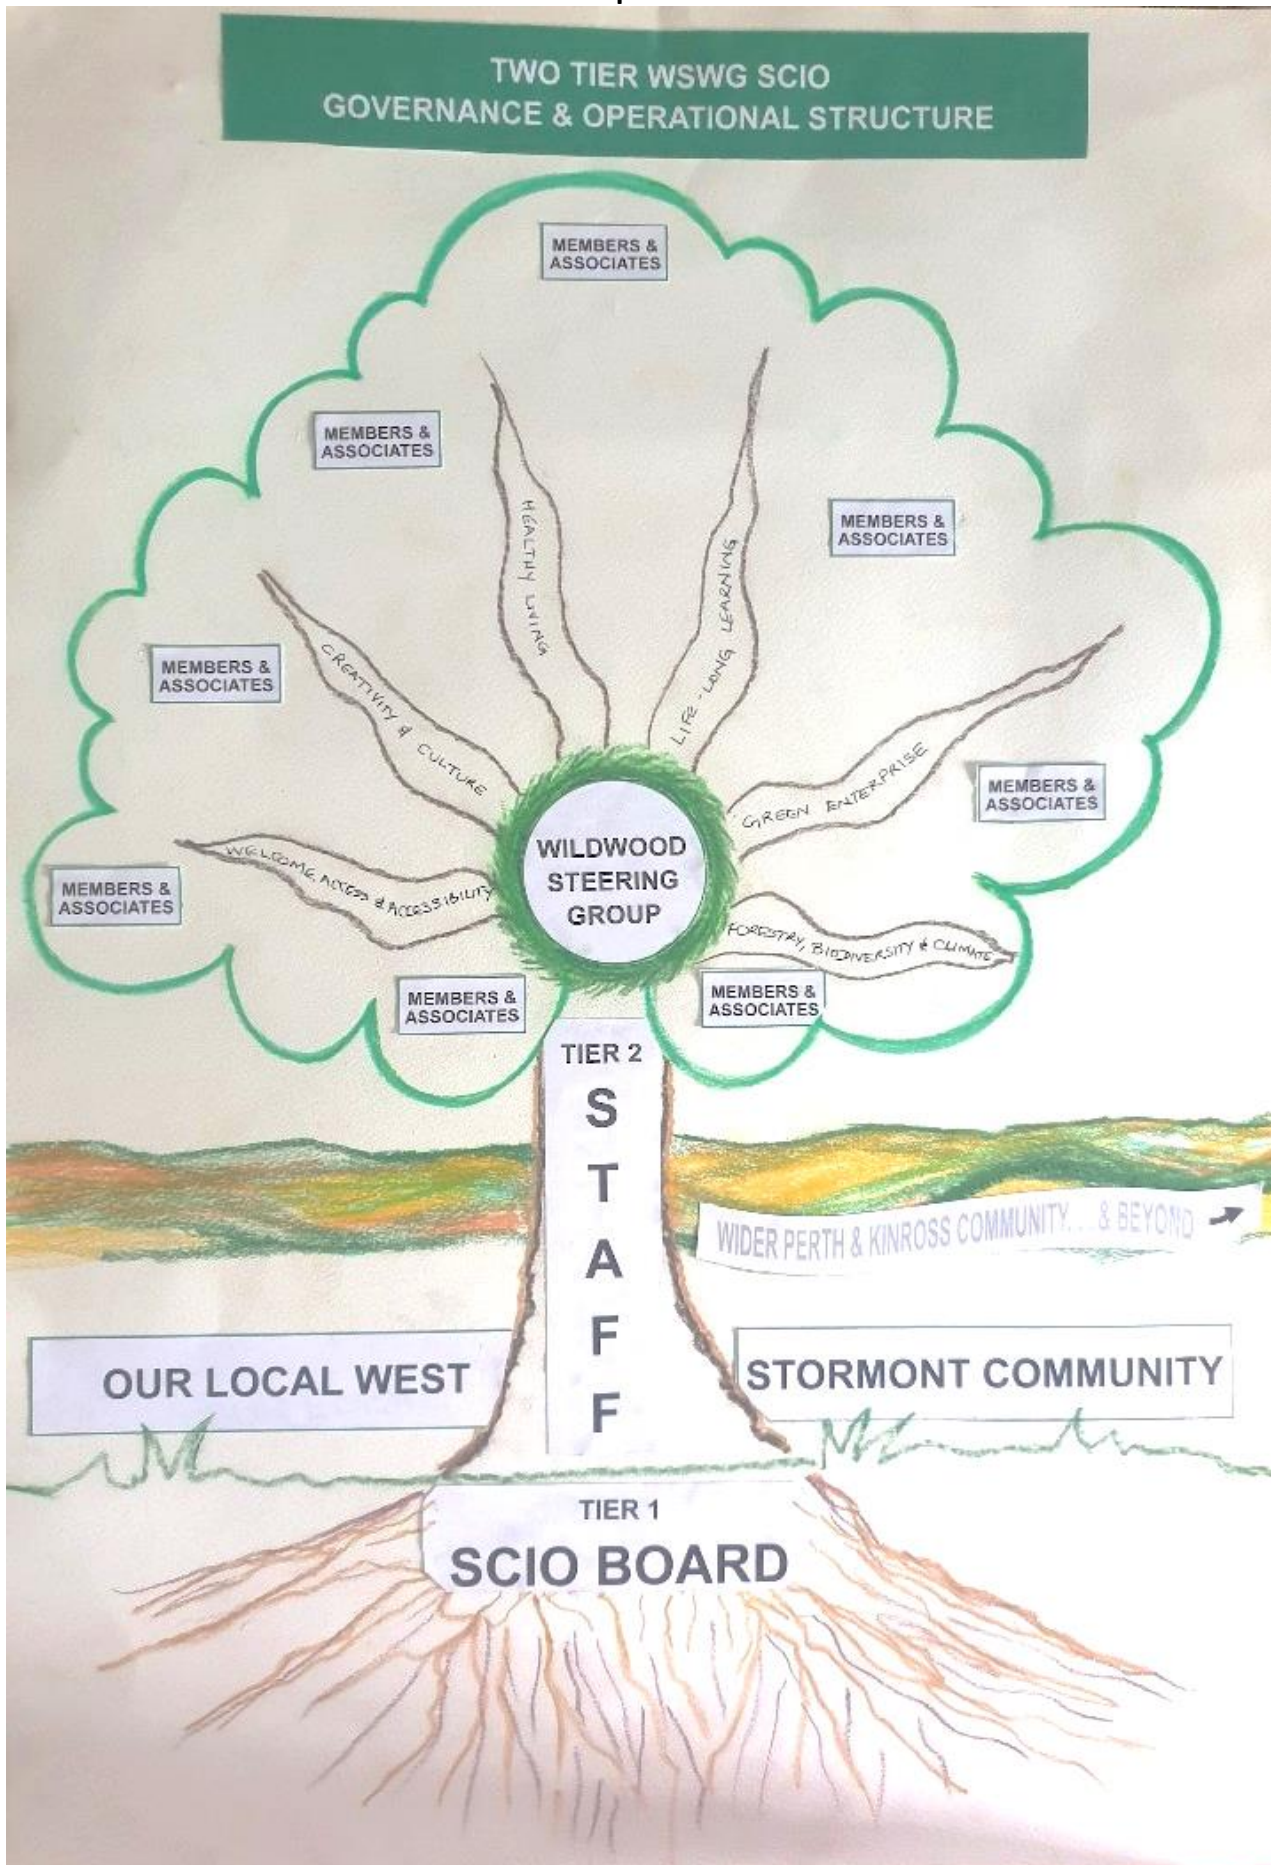 TWO TIER WSWG SCIO
GOVERNANCE & OPERATIONAL STRUCTURE
MEMBERS &
ASSOCIATES
MEMBERS &
ASSOCIATES
MEMBERS &
ASSOCIATES
HEALTHY LIVING
LIFE-LONG LEARNING
MEMBERS &
ASSOCIATES
CREATIVITY & CULTURE
GREEN ENTERPRISE
MEMBERS &
ASSOCIATES
WELCOME, ACCESS & ACCESSIBILITY
WILDWOOD
STEERING
GROUP
MEMBERS &
ASSOCIATES
FORESTRY, BIODIVERSITY & CLIMATE
MEMBERS &
ASSOCIATES
MEMBERS &
ASSOCIATES
TIER 2
S
T
A
F
F
WIDER PERTH & KINROSS COMMUNITY... & BEYOND
OUR LOCAL WEST
STORMONT COMMUNITY
TIER 1
SCIO BOARD